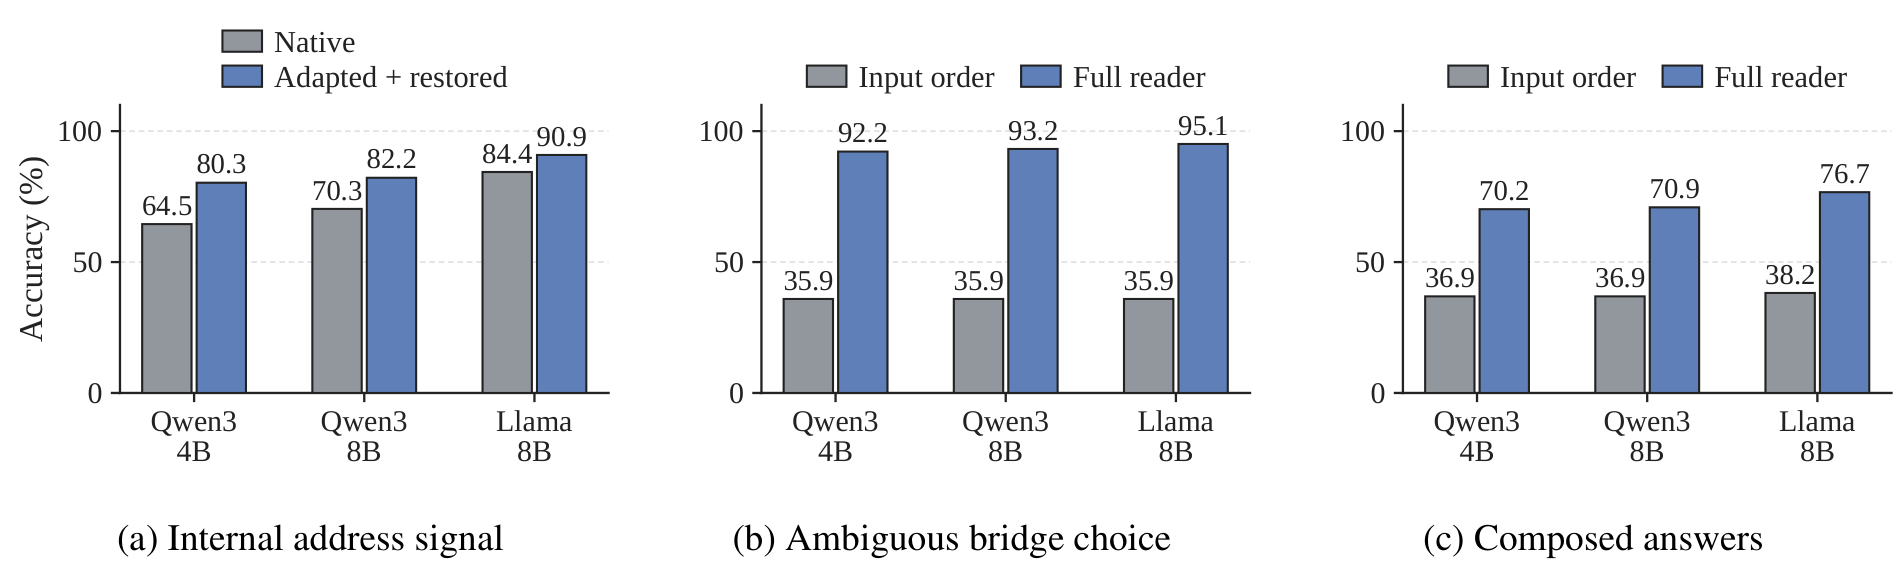 Native
Adapted + restored
Accuracy (%)
100
50
0
64.5
80.3
70.3
82.2
84.4
90.9
Qwen3
4B
Qwen3
8B
Llama
8B
(a) Internal address signal
Input order
Full reader
100
50
0
35.9
92.2
35.9
93.2
35.9
95.1
Qwen3
4B
Qwen3
8B
Llama
8B
(b) Ambiguous bridge choice
Input order
Full reader
100
50
0
36.9
70.2
36.9
70.9
38.2
76.7
Qwen3
4B
Qwen3
8B
Llama
8B
(c) Composed answers